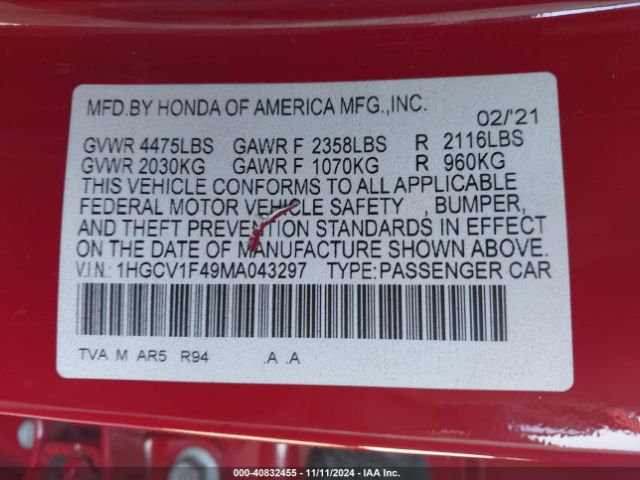 MFD.BY HONDA OF AMERICA MFG.,INC.
02/'21
GVWR 4475LBS GAWR F 2358LBS R 2116LBS
GVWR 2030KG GAWR F 1070KG R 960KG
THIS VEHICLE CONFORMS TO ALL APPLICABLE
FEDERAL MOTOR VEHICLE SAFETY , BUMPER,
AND THEFT PREVENTION STANDARDS IN EFFECT
ON THE DATE OF MANUFACTURE SHOWN ABOVE.
V.I.N.: 1HGCV1F49MA043297 TYPE:PASSENGER CAR
TVA M AR5 R94 .A .A
000-40832455 - 11/11/2024 - IAA Inc.